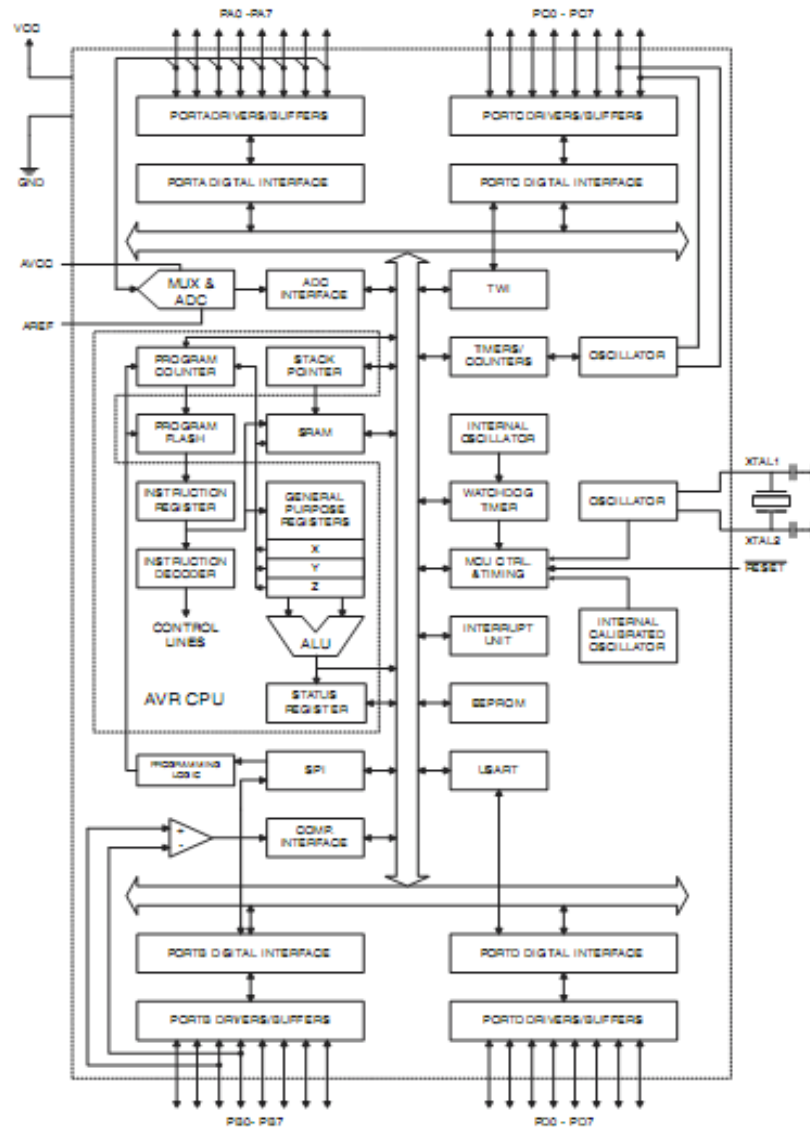 PA0 - PA7
PC0 - PC7
VCC
PORTA DRIVERS/BUFFERS
PORTC DRIVERS/BUFFERS
GND
PORTA DIGITAL INTERFACE
PORTC DIGITAL INTERFACE
AVCC
MUX &
ADC
ADC
INTERFACE
TWI
AREF
PROGRAM
COUNTER
STACK
POINTER
TIMERS/
COUNTERS
OSCILLATOR
PROGRAM
FLASH
SRAM
INTERNAL
OSCILLATOR
XTAL1
INSTRUCTION
REGISTER
GENERAL
PURPOSE
REGISTERS
WATCHDOG
TIMER
OSCILLATOR
XTAL2
X
INSTRUCTION
DECODER
Y
MCU CTRL.
& TIMING
RESET
Z
CONTROL
LINES
ALU
INTERRUPT
UNIT
INTERNAL
CALIBRATED
OSCILLATOR
AVR CPU
STATUS
REGISTER
EEPROM
PROGRAMMING
LOGIC
SPI
USART
+
-
COMP.
INTERFACE
PORTB DIGITAL INTERFACE
PORTD DIGITAL INTERFACE
PORTB DRIVERS/BUFFERS
PORTD DRIVERS/BUFFERS
PB0 - PB7
PD0 - PD7